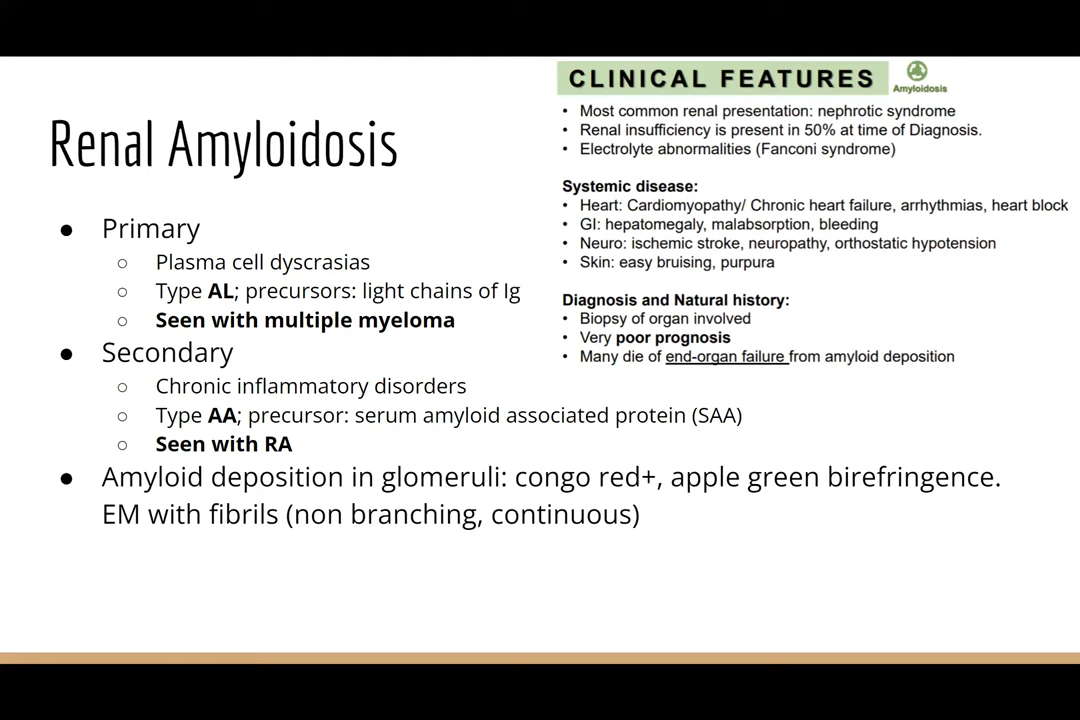 Renal Amyloidosis
● Primary
○ Plasma cell dyscrasias
○ Type AL; precursors: light chains of Ig
○ Seen with multiple myeloma
● Secondary
○ Chronic inflammatory disorders
○ Type AA; precursor: serum amyloid associated protein (SAA)
○ Seen with RA
● Amyloid deposition in glomeruli: congo red+, apple green birefringence.
EM with fibrils (non branching, continuous)
CLINICAL FEATURES
Amyloidosis
• Most common renal presentation: nephrotic syndrome
• Renal insufficiency is present in 50% at time of Diagnosis.
• Electrolyte abnormalities (Fanconi syndrome)
Systemic disease:
• Heart: Cardiomyopathy/ Chronic heart failure, arrhythmias, heart block
• GI: hepatomegaly, malabsorption, bleeding
• Neuro: ischemic stroke, neuropathy, orthostatic hypotension
• Skin: easy bruising, purpura
Diagnosis and Natural history:
• Biopsy of organ involved
• Very poor prognosis
• Many die of end-organ failure from amyloid deposition